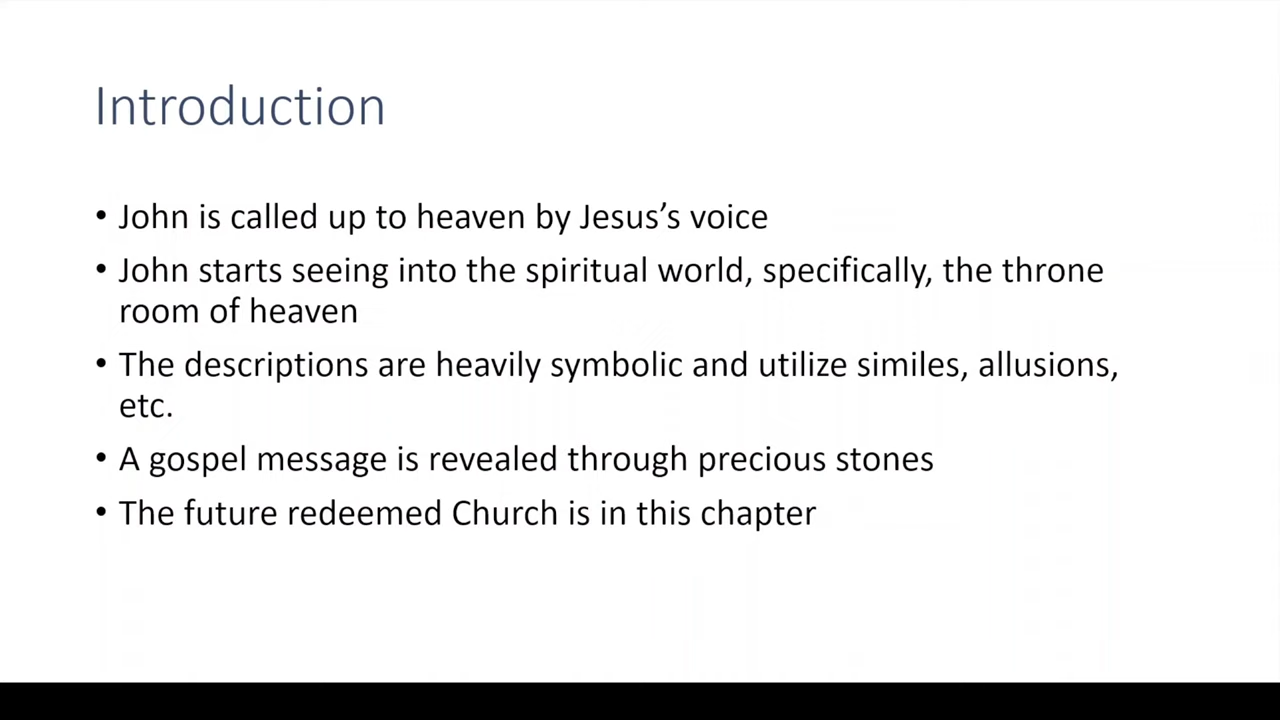 Introduction
• John is called up to heaven by Jesus’s voice
• John starts seeing into the spiritual world, specifically, the throne
room of heaven
• The descriptions are heavily symbolic and utilize similes, allusions,
etc.
• A gospel message is revealed through precious stones
• The future redeemed Church is in this chapter